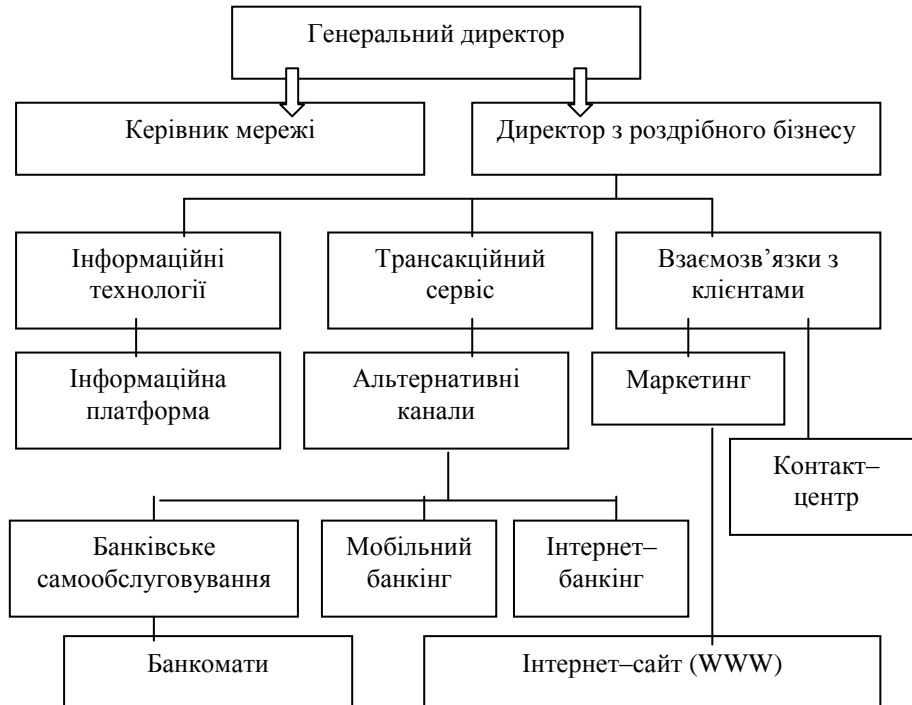 Генеральний директор
Керівник мережі
Директор з роздрібного бізнесу
Інформаційні
технології
Трансакційний
сервіс
Взаємозв’язки з
клієнтами
Інформаційна
платформа
Альтернативні
канали
Маркетинг
Контакт–
центр
Банківське
самообслуговування
Мобільний
банкінг
Інтернет–
банкінг
Банкомати
Інтернет–сайт (WWW)